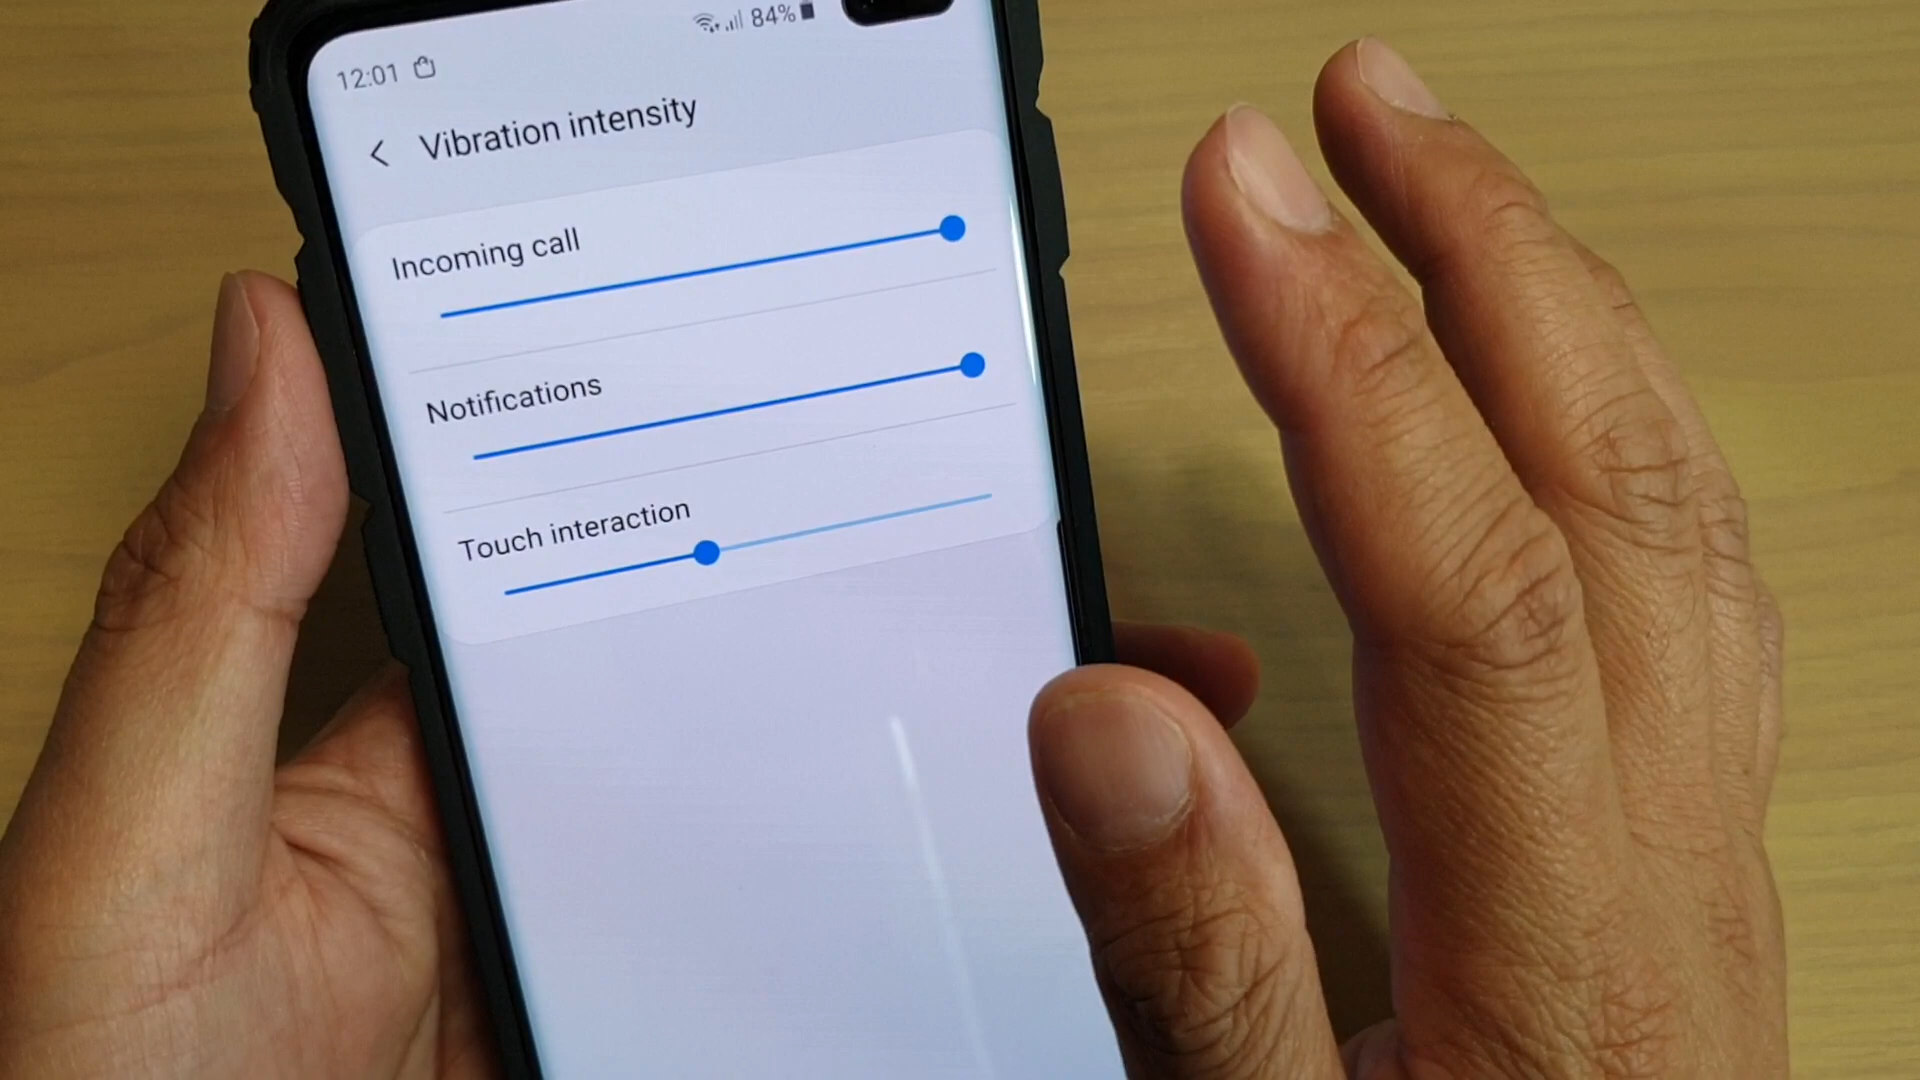 84%
12:01
Vibration intensity
Incoming call
Notifications
Touch interaction